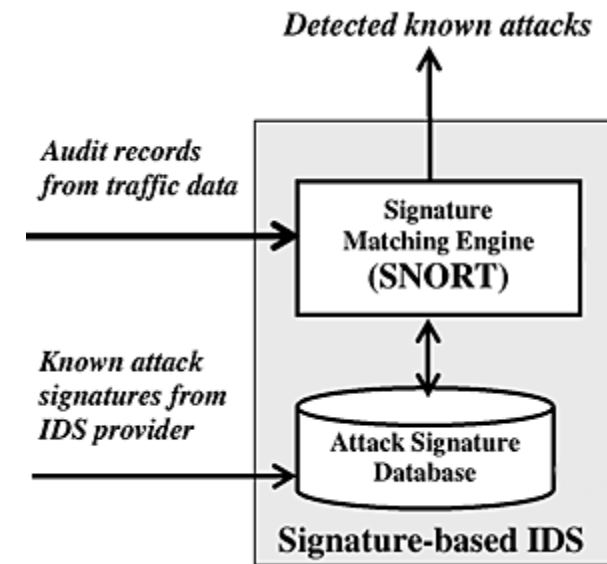 Detected known attacks
Audit records
from traffic data
Signature
Matching Engine
(SNORT)
Known attack
signatures from
IDS provider
Attack Signature
Database
Signature-based IDS